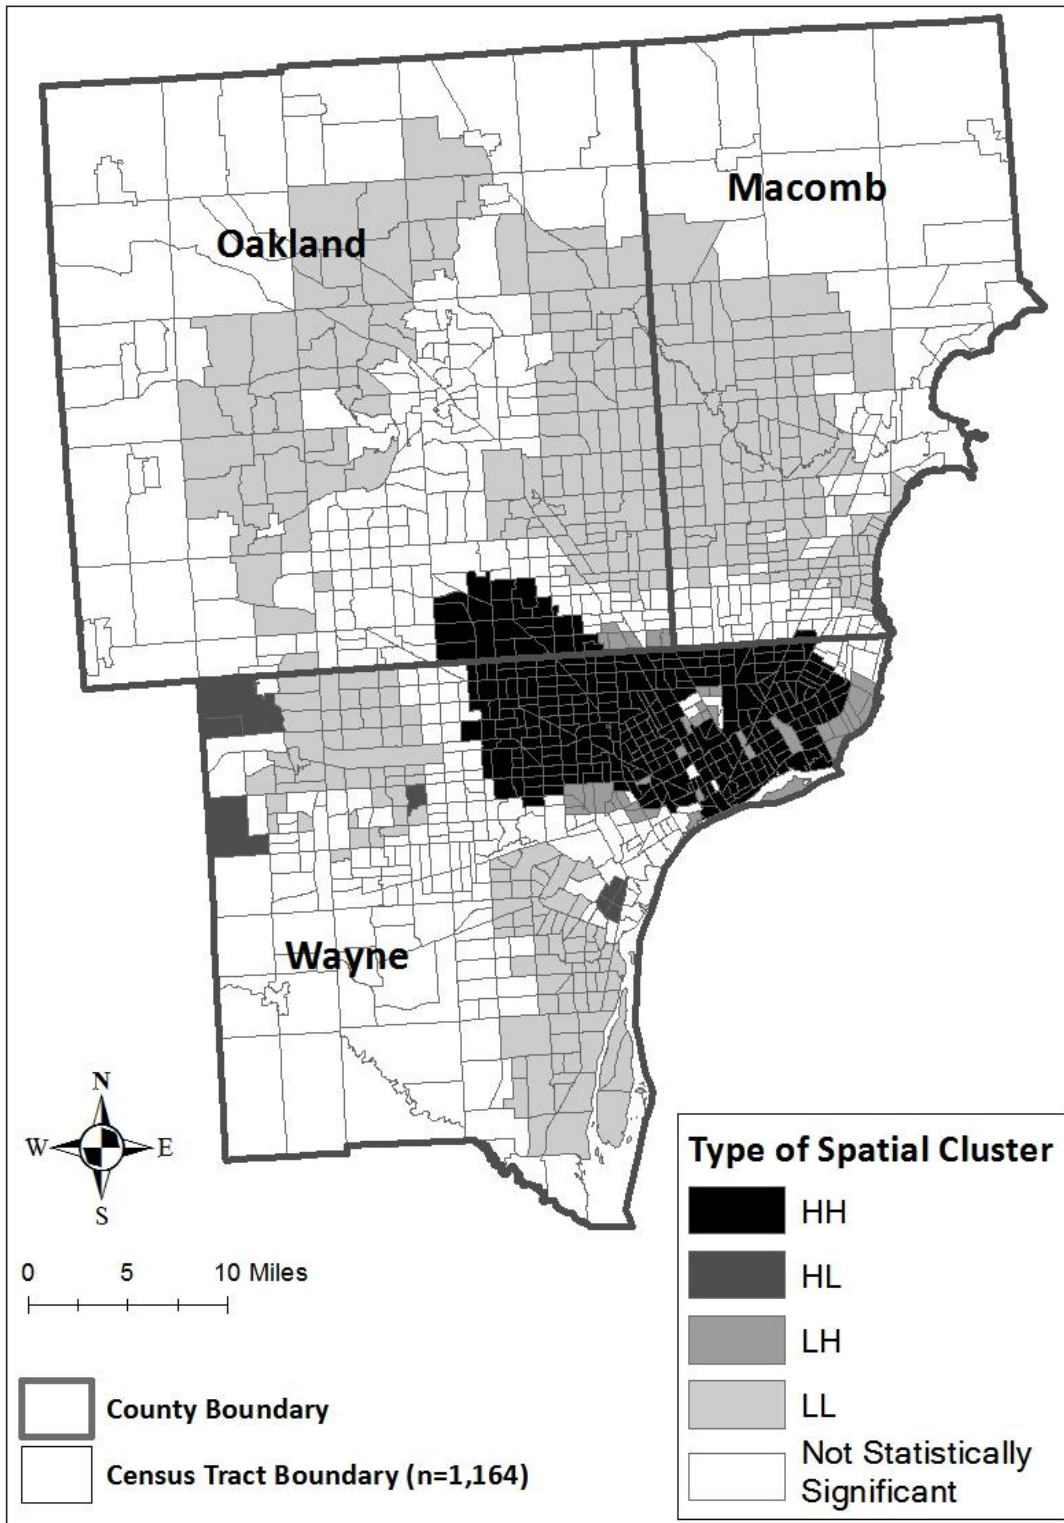 Macomb
Oakland
Wayne
N
W E
S
0 5 10 Miles
County Boundary
Census Tract Boundary (n=1,164)
Type of Spatial Cluster
HH
HL
LH
LL
Not Statistically
Significant